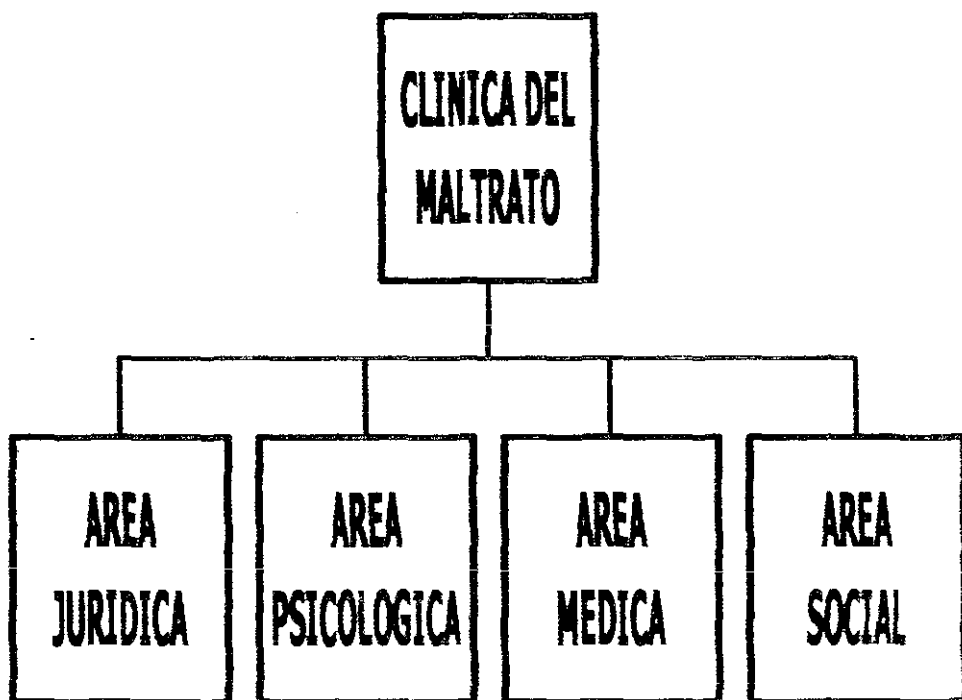 CLINICA DEL
MALTRATO
AREA
JURIDICA
AREA
PSICOLOGICA
AREA
MEDICA
AREA
SOCIAL